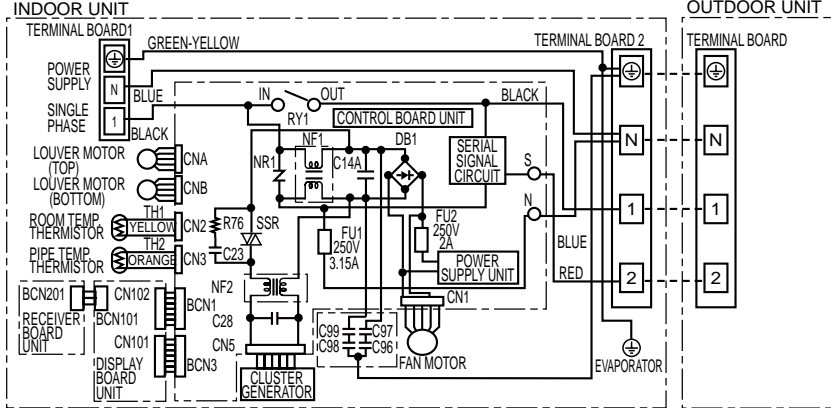 INDOOR UNIT
OUTDOOR UNIT
TERMINAL BOARD1
GREEN-YELLOW
TERMINAL BOARD 2
TERMINAL BOARD
POWER
SUPPLY
N
BLUE
IN
OUT
BLACK
RY1
CONTROL BOARD UNIT
SINGLE
PHASE
1
BLACK
NF1
DB1
N
N
LOUVER MOTOR
(TOP)
CNA
NR1
C14A
SERIAL
SIGNAL
CIRCUIT
S
LOUVER MOTOR
(BOTTOM)
CNB
N
1
1
ROOM TEMP.
THERMISTOR
TH1
YELLOW
CN2
R76
SSR
FU1
250V
3.15A
FU2
250V
2A
BLUE
PIPE TEMP.
THERMISTOR
TH2
ORANGE
CN3
C23
POWER
SUPPLY UNIT
RED
2
2
BCN201
CN102
BCN1
NF2
CN1
RECEIVER
BOARD
UNIT
BCN101
C28
C99
C98
C97
C96
CN101
CN5
FAN MOTOR
EVAPORATOR
DISPLAY
BOARD
UNIT
BCN3
CLUSTER
GENERATOR